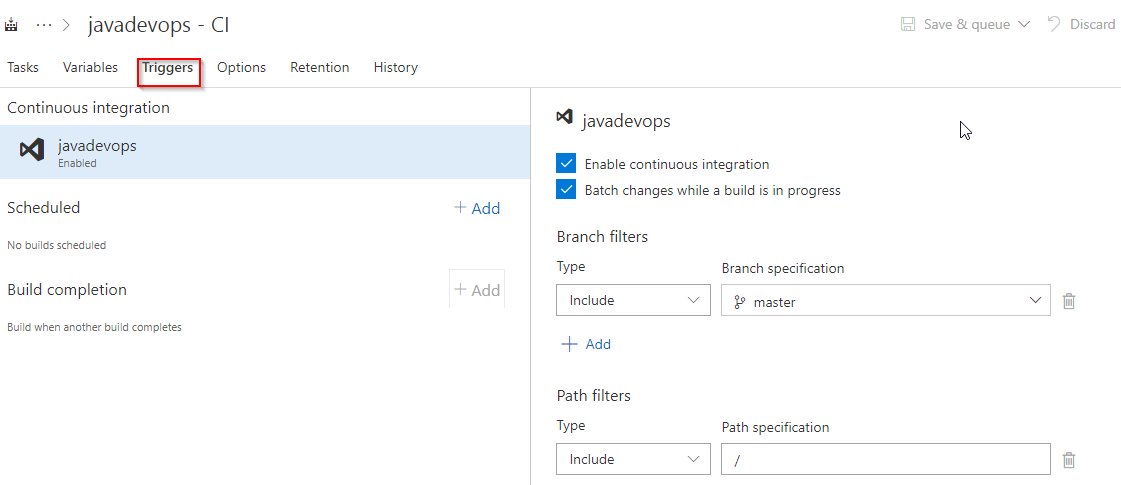 ··· > javadevops - CI
Save & queue
Discard
Tasks Variables Triggers Options Retention History
Continuous integration
javadevops
Enabled
Scheduled
+ Add
No builds scheduled
Build completion
+ Add
Build when another build completes
javadevops
Enable continuous integration
Batch changes while a build is in progress
Branch filters
Type Branch specification
Include master
+ Add
Path filters
Type Path specification
Include /